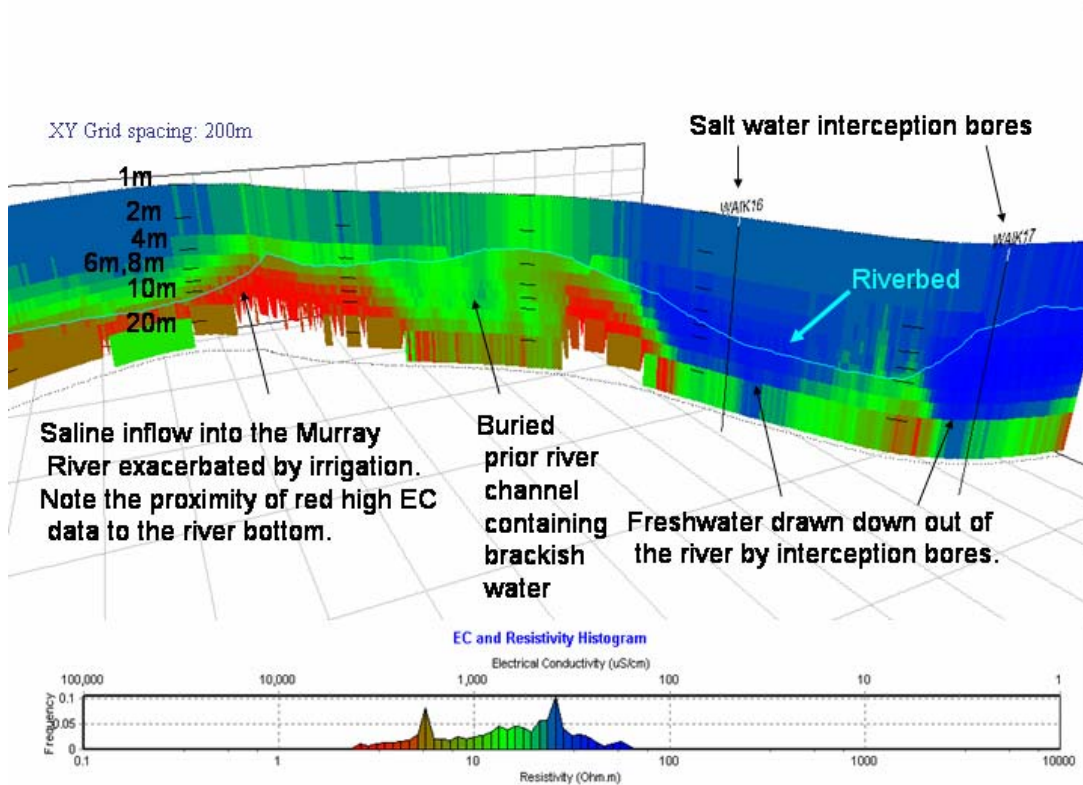 XY Grid spacing: 200m
Salt water interception bores
1m
2m
4m
6m,8m
10m
20m
WAIK16
WAIK17
Riverbed
Saline inflow into the Murray
River exacerbated by irrigation.
Note the proximity of red high EC
data to the river bottom.
Buried
prior river
channel
containing
brackish
water
Freshwater drawn down out of
the river by interception bores.
EC and Resistivity Histogram
Electrical Conductivity (uS/cm)
100,000 10,000 1,000 100 10 1
Frequency
0.1
0.05
0
0.1 1 10 100 1000 10000
Resistivity (Ohm.m)